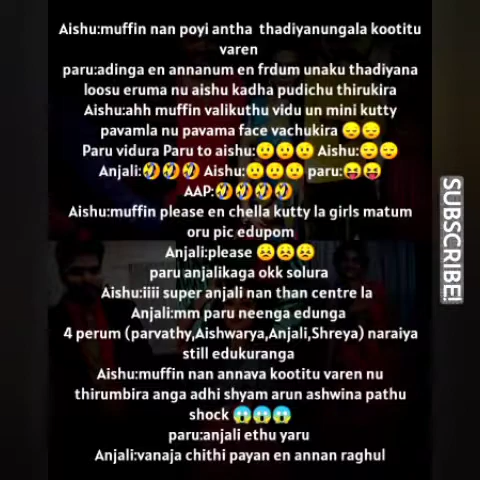 Aishu:muffin nan poyi antha thadiyanungala kootitu
varen
paru:adinga en annanum en frdum unaku thadiyana
loosu eruma nu aishu kadha pudichu thirukira
Aishu:ahh muffin valikuthu vidu un mini kutty
pavamla nu pavama face vachukira 😔😔
Paru vidura Paru to aishu:😐😐😐 Aishu:😔😔
Anjali:🤣🤣🤣 Aishu:😐😐😐 paru:😝😝
AAP:🤣🤣🤣🤣
Aishu:muffin please en chella kutty la girls matum
oru pic edupom
Anjali:please 😣😣😣
paru anjalikaga okk solura
Aishu:iiii super anjali nan than centre la
Anjali:mm paru neenga edunga
4 perum (parvathy,Aishwarya,Anjali,Shreya) naraiya
still edukuranga
Aishu:muffin nan annava kootitu varen nu
thirumbira anga adhi shyam arun ashwina pathu
shock 😱😱😱
paru:anjali ethu yaru
Anjali:vanaja chithi payan en annan raghul
SUBSCRIBE!